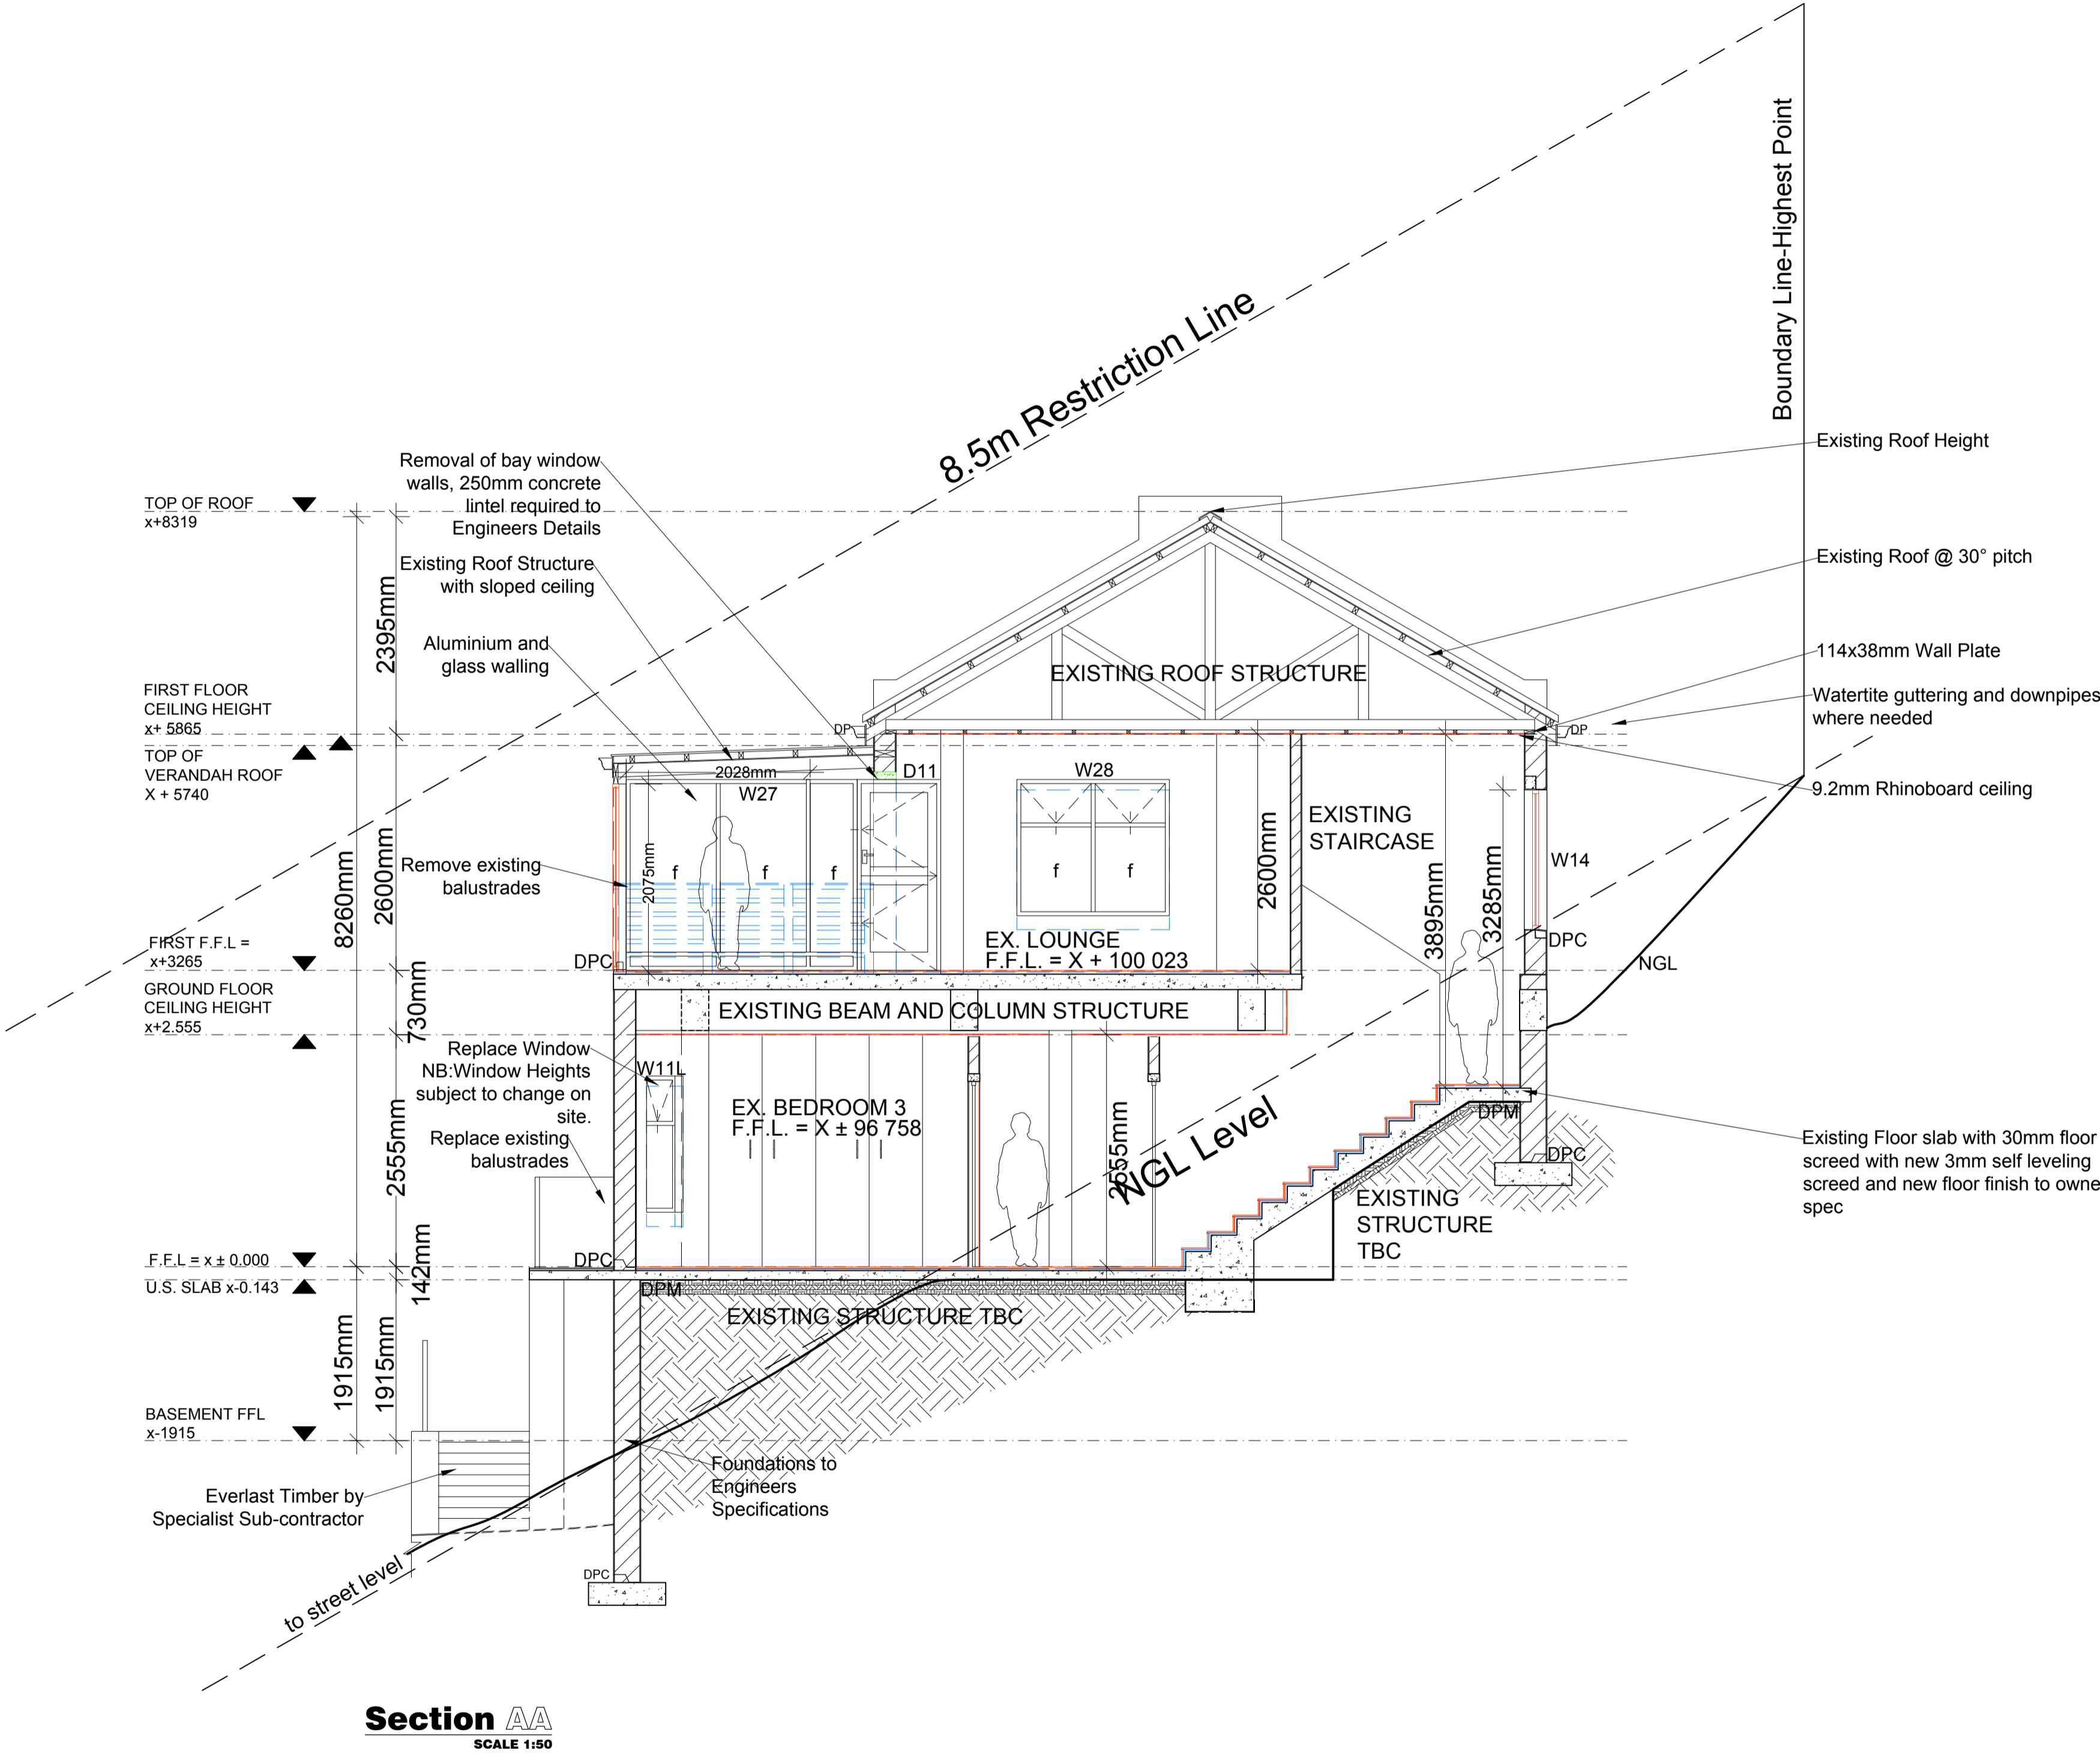 8.5m Restriction Line
Boundary Line-Highest Point
Existing Roof Height
Existing Roof @ 30° pitch
114x38mm Wall Plate
Watertite guttering and downpipes
where needed
9.2mm Rhinoboard ceiling
Removal of bay window
walls, 250mm concrete
lintel required to
Engineers Details
Existing Roof Structure
with sloped ceiling
Aluminium and
glass walling
Remove existing
balustrades
TOP OF ROOF
x+8319
FIRST FLOOR
CEILING HEIGHT
x+ 5865
TOP OF
VERANDAH ROOF
X + 5740
FIRST F.F.L =
x+3265
GROUND FLOOR
CEILING HEIGHT
x+2.555
F.F.L = x ± 0.000
U.S. SLAB x-0.143
BASEMENT FFL
x-1915
2395mm
2600mm
8260mm
730mm
2555mm
142mm
1915mm
1915mm
EXISTING ROOF STRUCTURE
DP
DP
2028mm
W27
D11
W28
2075mm
f
f
f
f
f
2600mm
EXISTING
STAIRCASE
3895mm
3285mm
W14
DPC
NGL
EX. LOUNGE
F.F.L. = X + 100 023
DPC
EXISTING BEAM AND COLUMN STRUCTURE
Replace Window
NB:Window Heights
subject to change on
site.
Replace existing
balustrades
W11L
EX. BEDROOM 3
F.F.L. = X ± 96 758
2555mm
NGL Level
DPM
DPC
Existing Floor slab with 30mm floor
screed with new 3mm self leveling
screed and new floor finish to owne
spec
EXISTING
STRUCTURE
TBC
DPC
DPM
EXISTING STRUCTURE TBC
Foundations to
Engineers
Specifications
Everlast Timber by
Specialist Sub-contractor
to street level
DPC
Section AA
SCALE 1:50